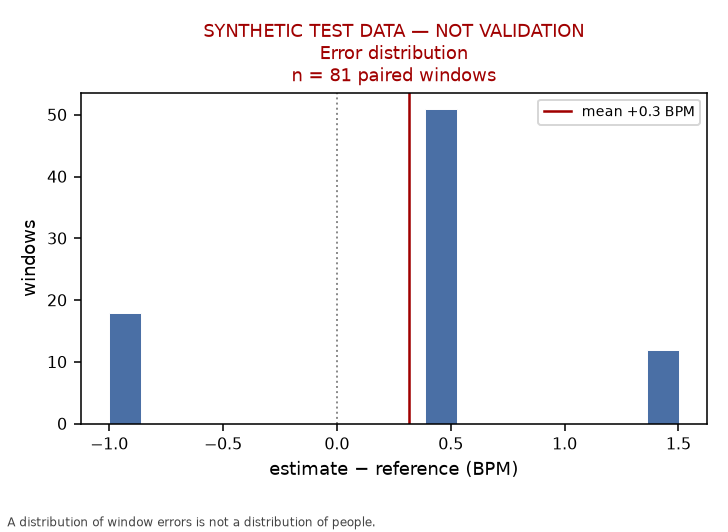 SYNTHETIC TEST DATA — NOT VALIDATION
Error distribution
n = 81 paired windows
mean +0.3 BPM
50
40
30
20
10
0
windows
−1.0
−0.5
0.0
0.5
1.0
1.5
estimate − reference (BPM)
A distribution of window errors is not a distribution of people.